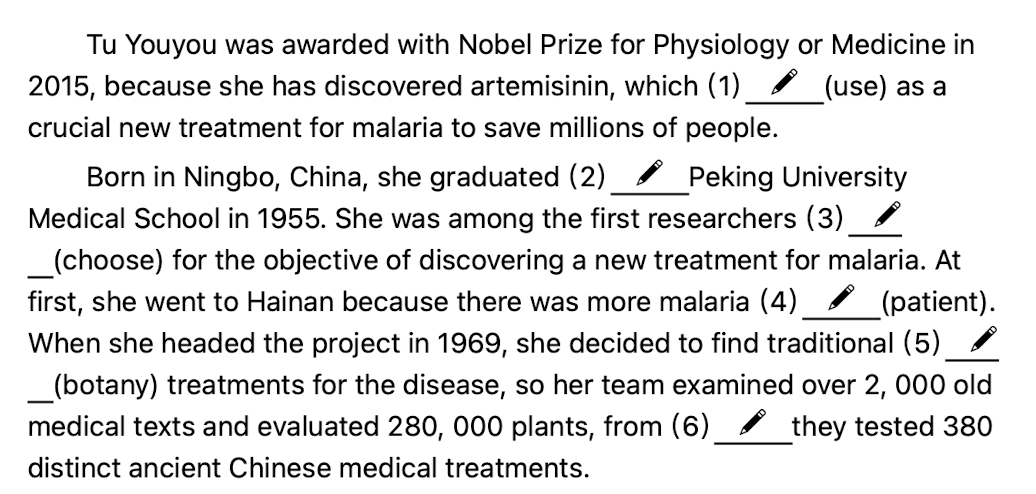 Tu Youyou was awarded with Nobel Prize for Physiology or Medicine in
2015, because she has discovered artemisinin, which (1)____(use) as a
crucial new treatment for malaria to save millions of people.
Born in Ningbo, China, she graduated (2)____Peking University
Medical School in 1955. She was among the first researchers (3)___
_(choose) for the objective of discovering a new treatment for malaria. At
first, she went to Hainan because there was more malaria (4)____(patient).
When she headed the project in 1969, she decided to find traditional (5)___
_(botany) treatments for the disease, so her team examined over 2, 000 old
medical texts and evaluated 280, 000 plants, from (6)____they tested 380
distinct ancient Chinese medical treatments.